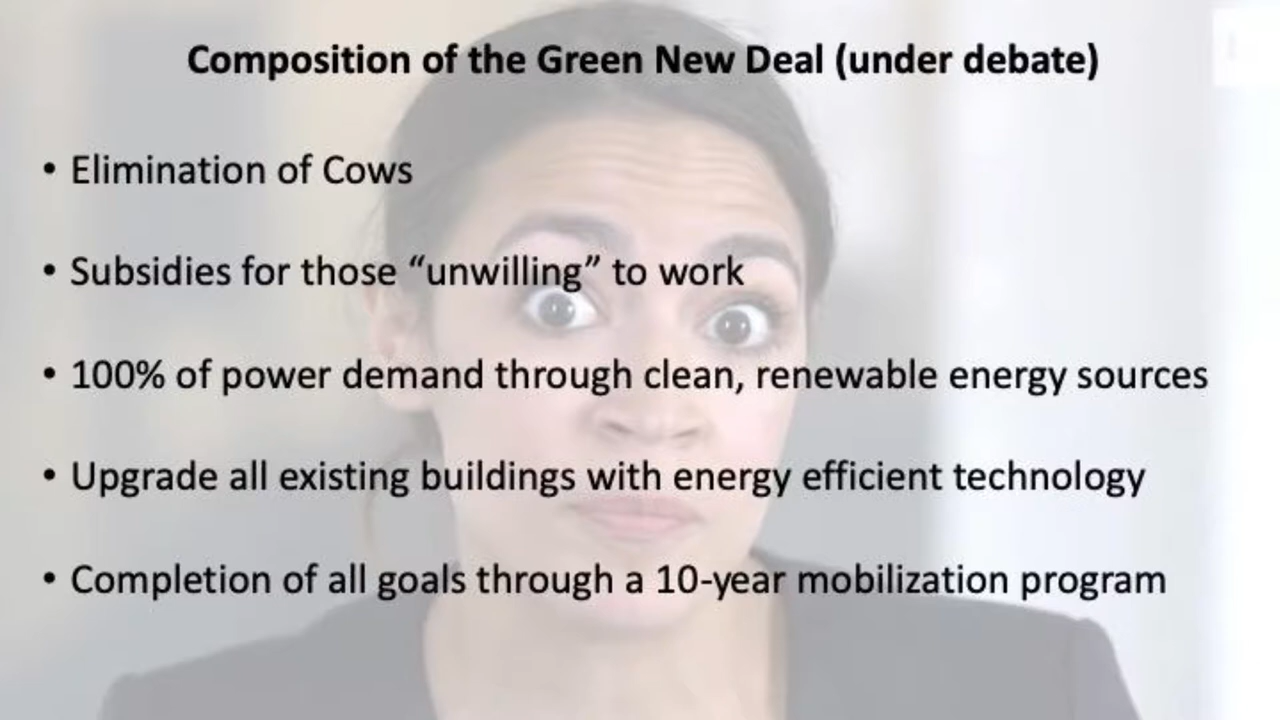 Composition of the Green New Deal (under debate)
• Elimination of Cows
• Subsidies for those “unwilling” to work
• 100% of power demand through clean, renewable energy sources
• Upgrade all existing buildings with energy efficient technology
• Completion of all goals through a 10-year mobilization program